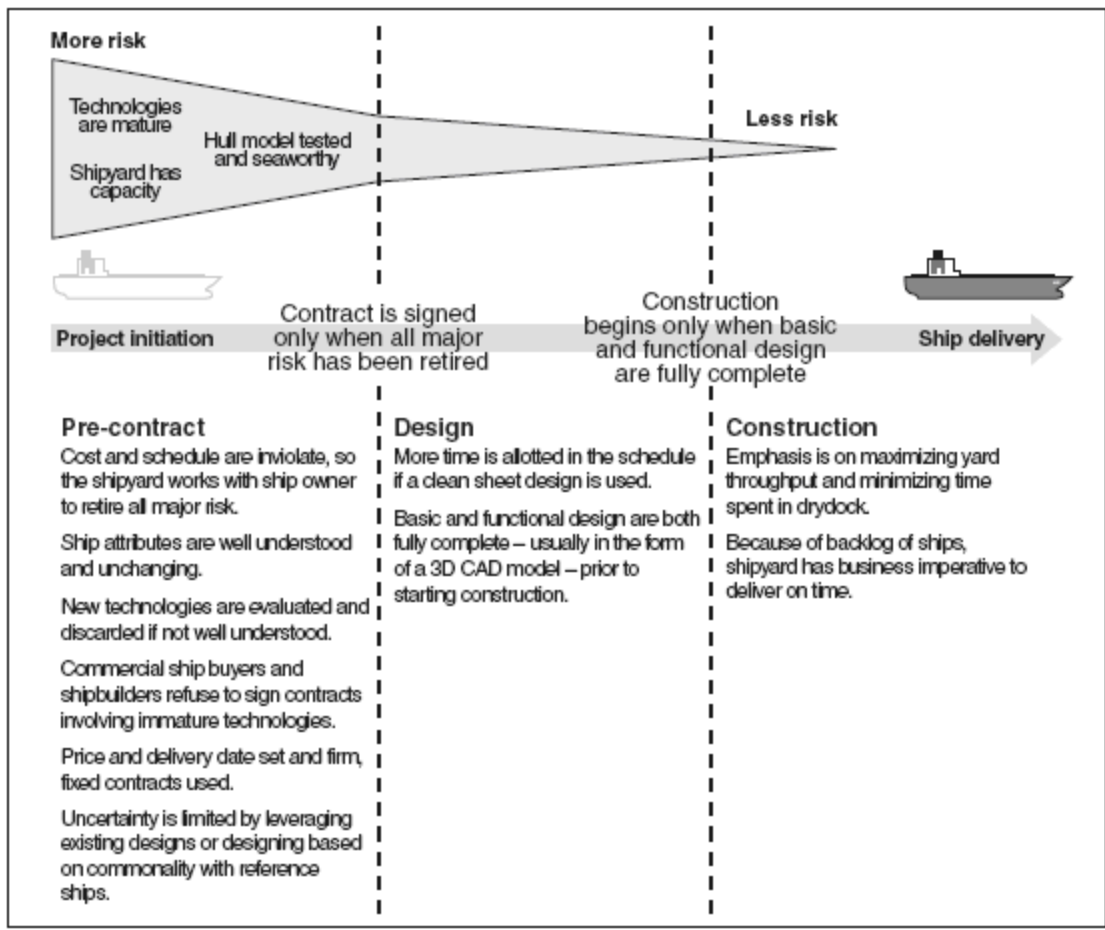 More risk
Technologies
are mature
Hull model tested
and seaworthy
Shipyard has
capacity
Less risk
Project initiation
Contract is signed
only when all major
risk has been retired
Construction
begins only when basic
and functional design
are fully complete
Ship delivery
Pre-contract
Cost and schedule are inviolate, so
the shipyard works with ship owner
to retire all major risk.
Ship attributes are well understood
and unchanging.
New technologies are evaluated and
discarded if not well understood.
Commercial ship buyers and
shipbuilders refuse to sign contracts
involving immature technologies.
Price and delivery date set and firm,
fixed contracts used.
Uncertainty is limited by leveraging
existing designs or designing based
on commonality with reference
ships.
Design
More time is allotted in the schedule
if a clean sheet design is used.
Basic and functional design are both
fully complete – usually in the form
of a 3D CAD model – prior to
starting construction.
Construction
Emphasis is on maximizing yard
throughput and minimizing time
spent in drydock.
Because of backlog of ships,
shipyard has business imperative to
deliver on time.